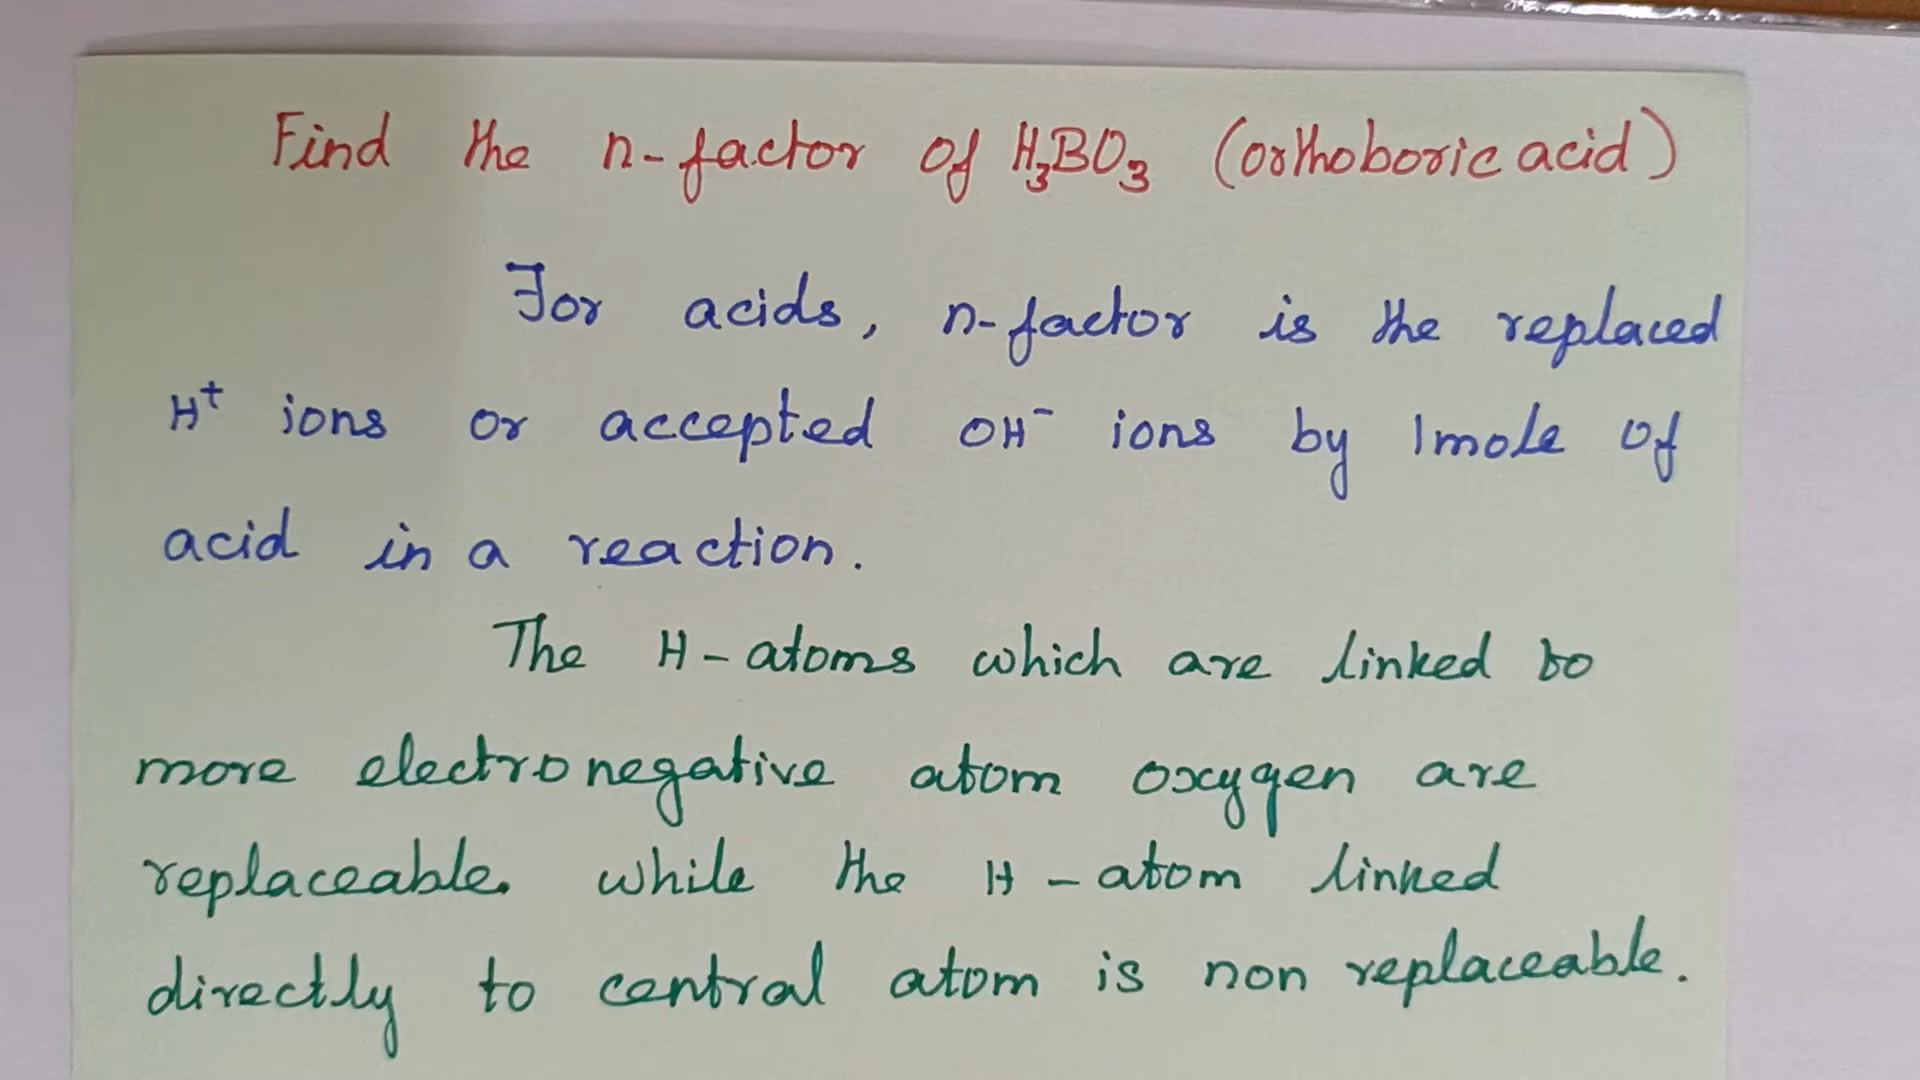 Find the n-factor of H₃BO₃ (orthoboric acid)
For acids, n-factor is the replaced
H⁺ ions or accepted OH⁻ ions by 1mole of
acid in a reaction.
The H-atoms which are linked to
more electronegative atom oxygen are
replaceable. while the H-atom linked
directly to central atom is non replaceable.